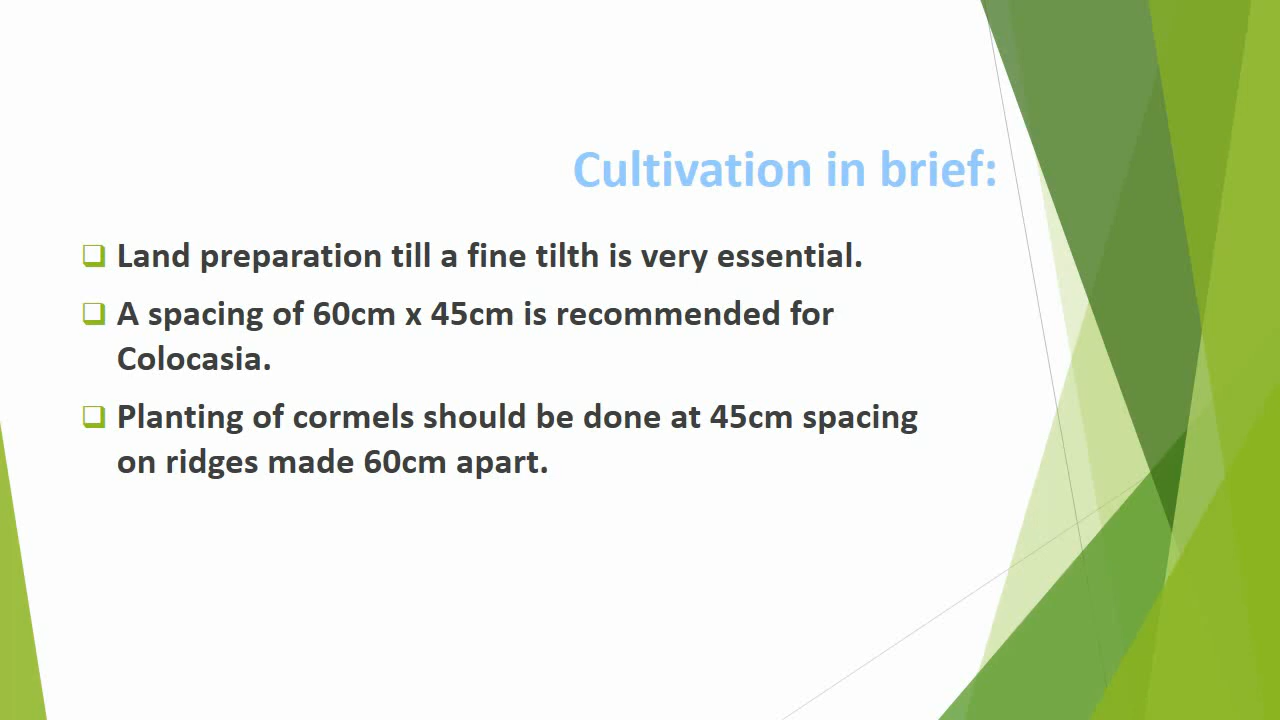 Cultivation in brief:
Land preparation till a fine tilth is very essential.
A spacing of 60cm x 45cm is recommended for
Colocasia.
Planting of cormels should be done at 45cm spacing
on ridges made 60cm apart.